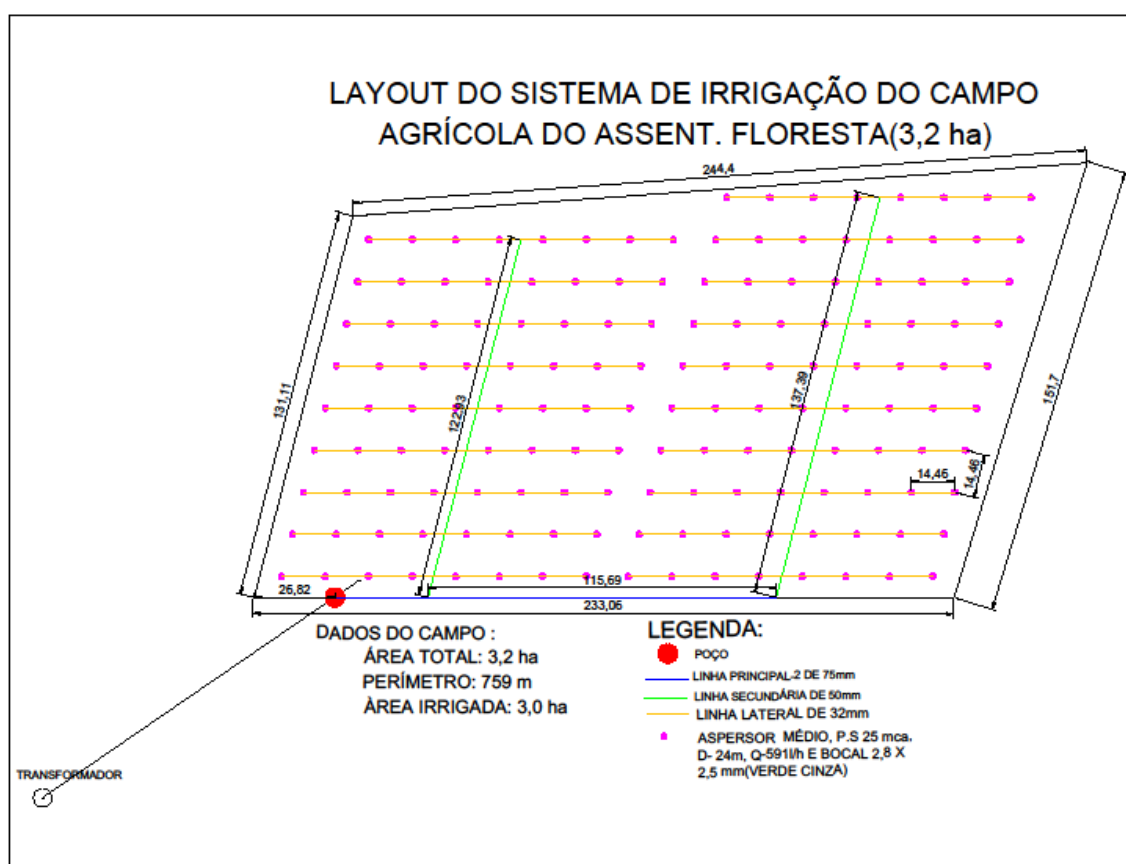 LAYOUT DO SISTEMA DE IRRIGAÇÃO DO CAMPO
AGRÍCOLA DO ASSENT. FLORESTA(3,2 ha)
244,4
131,11
122,93
137,39
151,7
14,46
14,46
26,82
115,69
233,06
DADOS DO CAMPO :
ÁREA TOTAL: 3,2 ha
PERÍMETRO: 759 m
ÀREA IRRIGADA: 3,0 ha
LEGENDA:
POÇO
LINHA PRINCIPAL-2 DE 75mm
LINHA SECUNDÁRIA DE 50mm
LINHA LATERAL DE 32mm
ASPERSOR MÉDIO, P.S 25 mca.
D- 24m, Q-591l/h E BOCAL 2,8 X
2,5 mm(VERDE CINZA)
TRANSFORMADOR